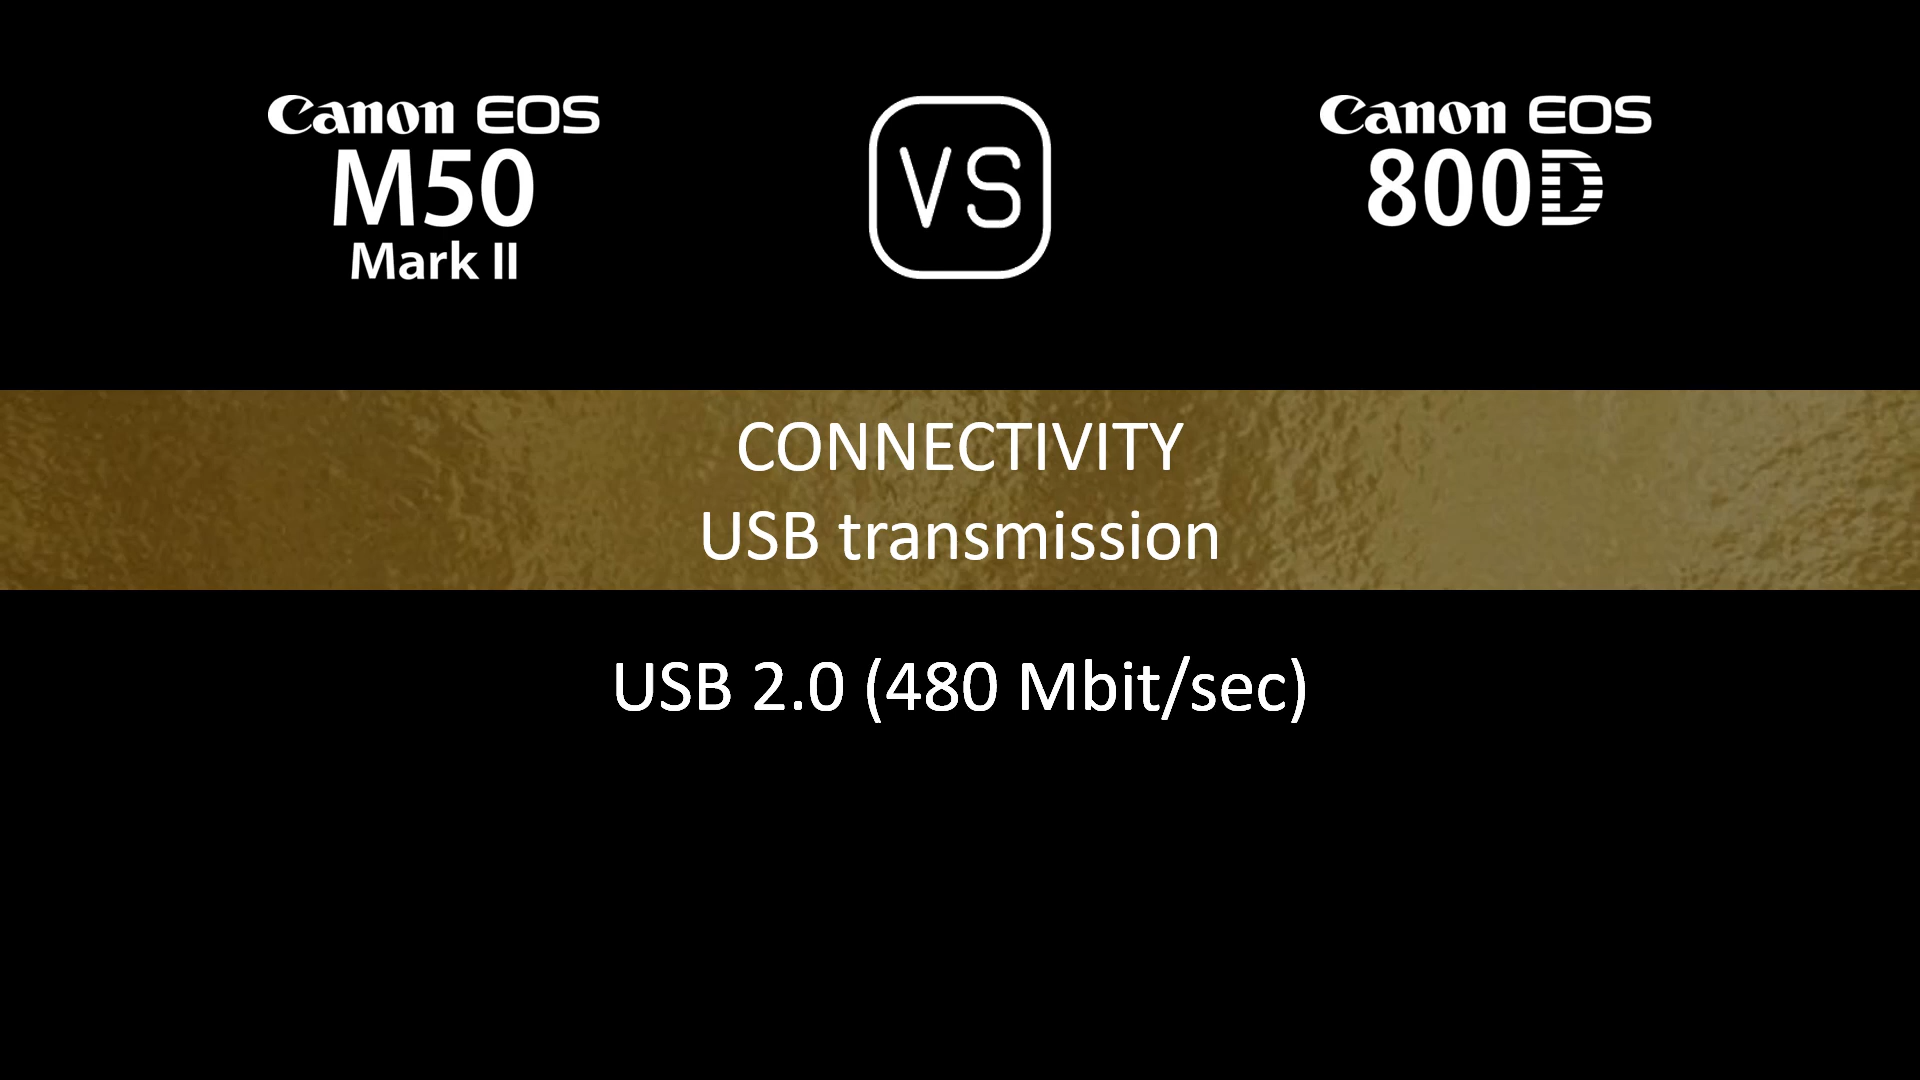 Canon EOS
M50
Mark II
VS
Canon EOS
800D
CONNECTIVITY
USB transmission
USB 2.0 (480 Mbit/sec)